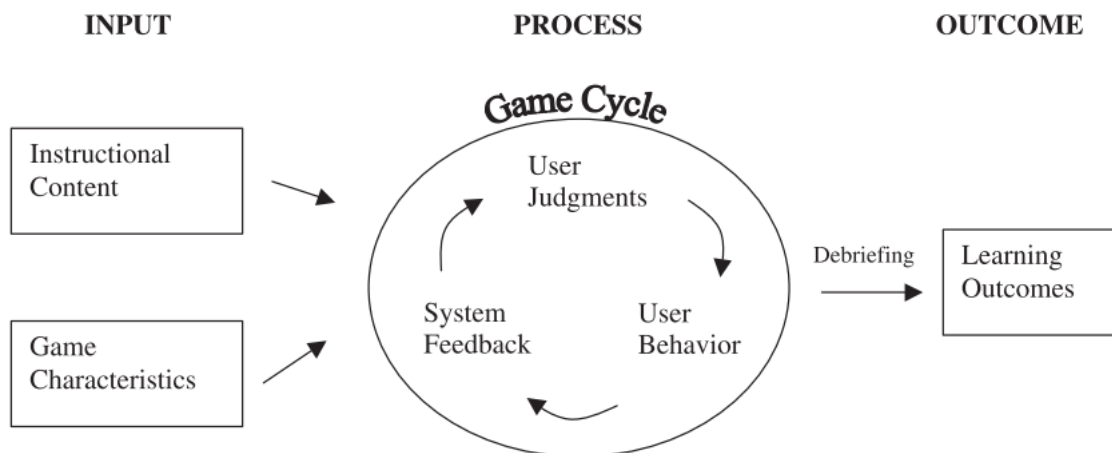 INPUT
PROCESS
OUTCOME
Game Cycle
Instructional
Content
User
Judgments
Debriefing
Learning
Outcomes
System
Feedback
User
Behavior
Game
Characteristics